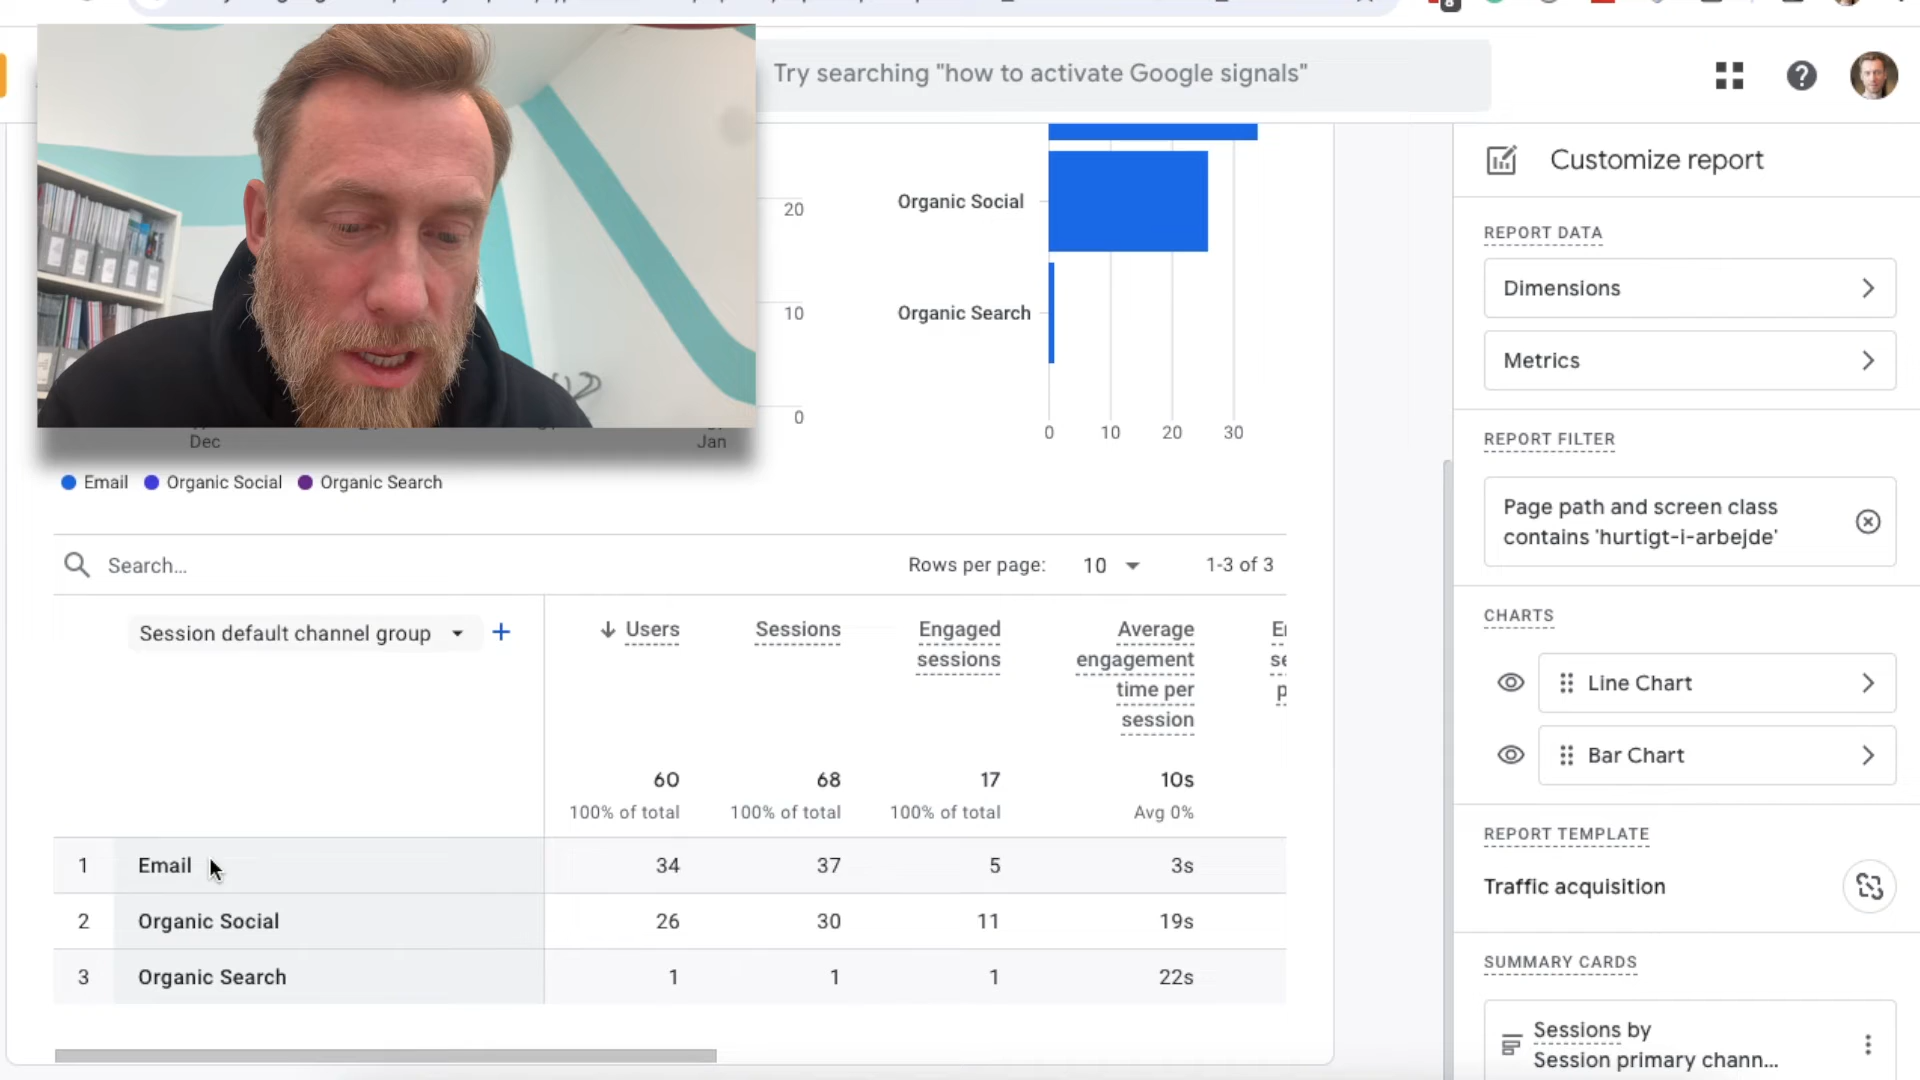 8
Try searching "how to activate Google signals"
Customize report
20
10
0
Dec
Jan
Organic Social
Organic Search
0 10 20 30
Email Organic Social Organic Search
Search...
Rows per page: 10 1-3 of 3
Session default channel group +
Users
Sessions
Engaged
sessions
Average
engagement
time per
session
60 68 17 10s
100% of total 100% of total 100% of total Avg 0%
1 Email 34 37 5 3s
2 Organic Social 26 30 11 19s
3 Organic Search 1 1 1 22s
REPORT DATA
Dimensions
Metrics
REPORT FILTER
Page path and screen class
contains 'hurtigt-i-arbejde'
CHARTS
Line Chart
Bar Chart
REPORT TEMPLATE
Traffic acquisition
SUMMARY CARDS
Sessions by
Session primary chann...